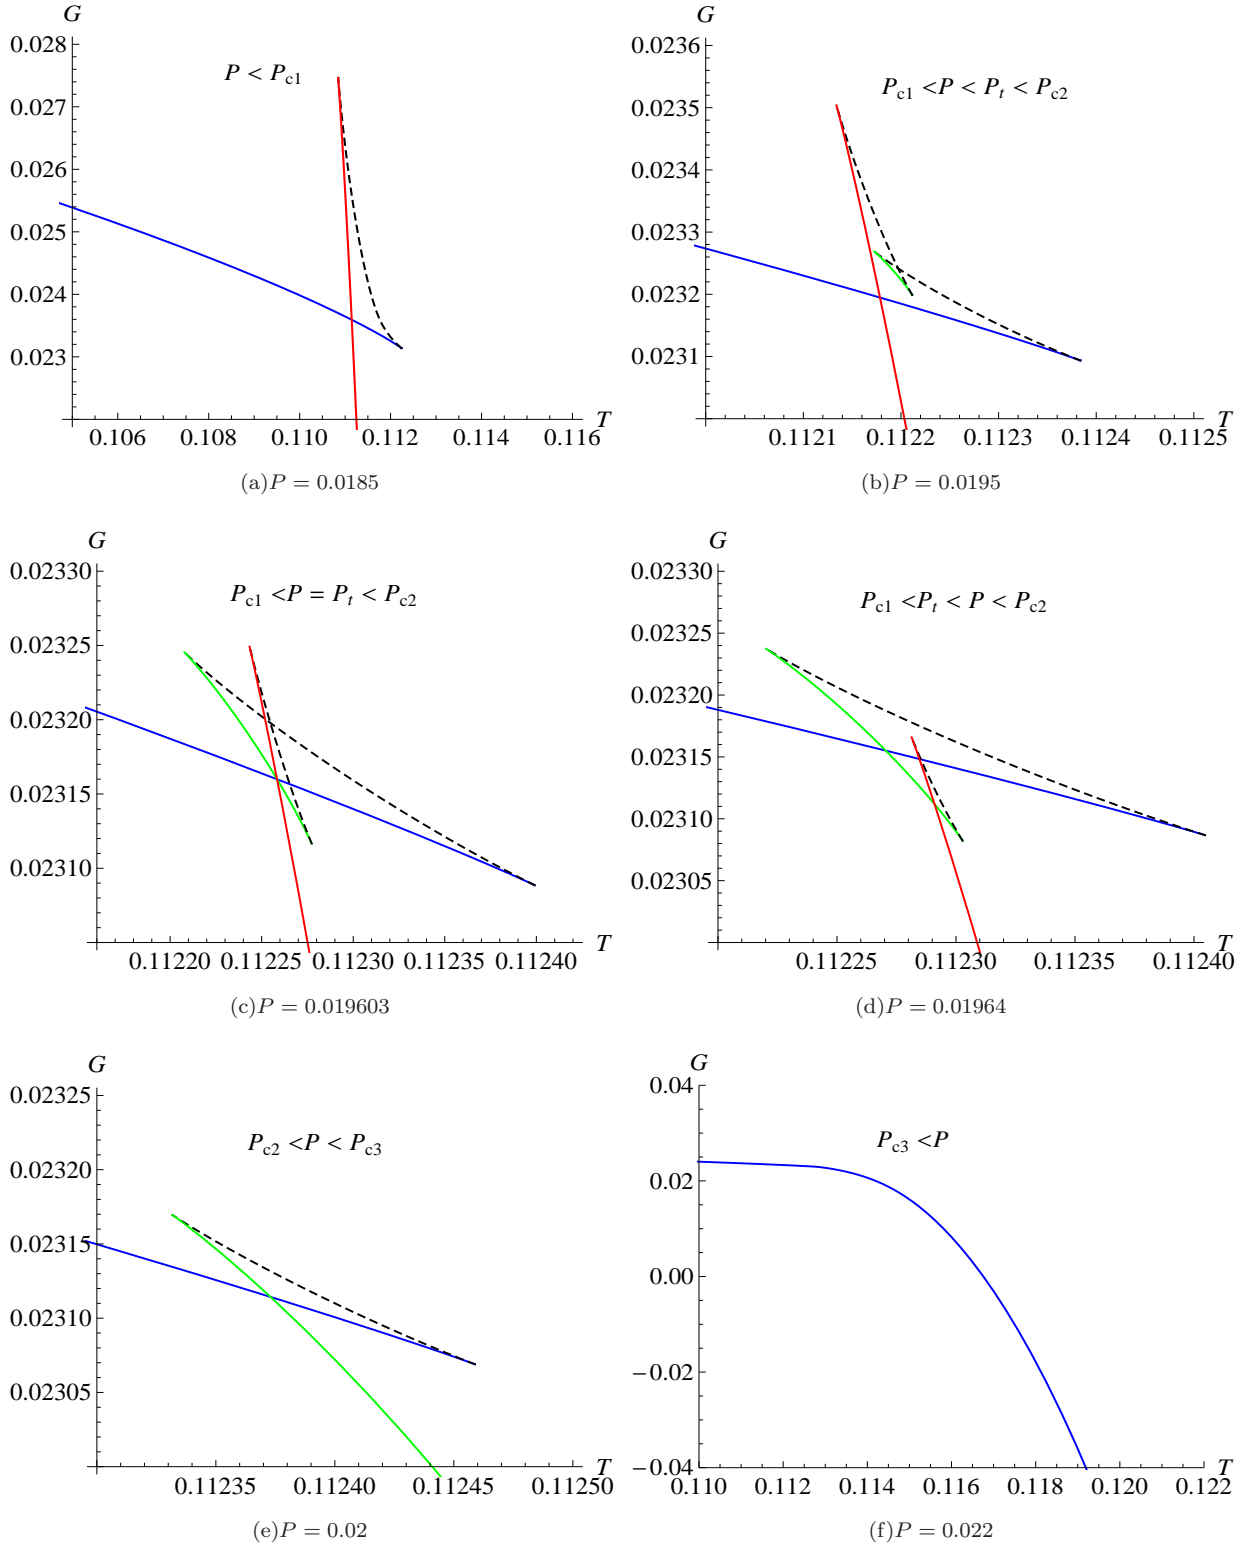 G
0.028
0.027
0.026
0.025
0.024
0.023
P < Pc1
0.106 0.108 0.110 0.112 0.114 0.116
T
(a)P = 0.0185
G
0.0236
0.0235
0.0234
0.0233
0.0232
0.0231
Pc1 <P < Pt < Pc2
0.1121 0.1122 0.1123 0.1124 0.1125
T
(b)P = 0.0195
G
0.02330
0.02325
0.02320
0.02315
0.02310
Pc1 <P = Pt < Pc2
0.11220 0.11225 0.11230 0.11235 0.11240
T
(c)P = 0.019603
G
0.02330
0.02325
0.02320
0.02315
0.02310
0.02305
Pc1 <Pt < P < Pc2
0.11225 0.11230 0.11235 0.11240
T
(d)P = 0.01964
G
0.02325
0.02320
0.02315
0.02310
0.02305
Pc2 <P < Pc3
0.11235 0.11240 0.11245 0.11250
T
(e)P = 0.02
G
0.04
0.02
0.00
−0.02
−0.04
Pc3 <P
0.110 0.112 0.114 0.116 0.118 0.120 0.122
T
(f)P = 0.022